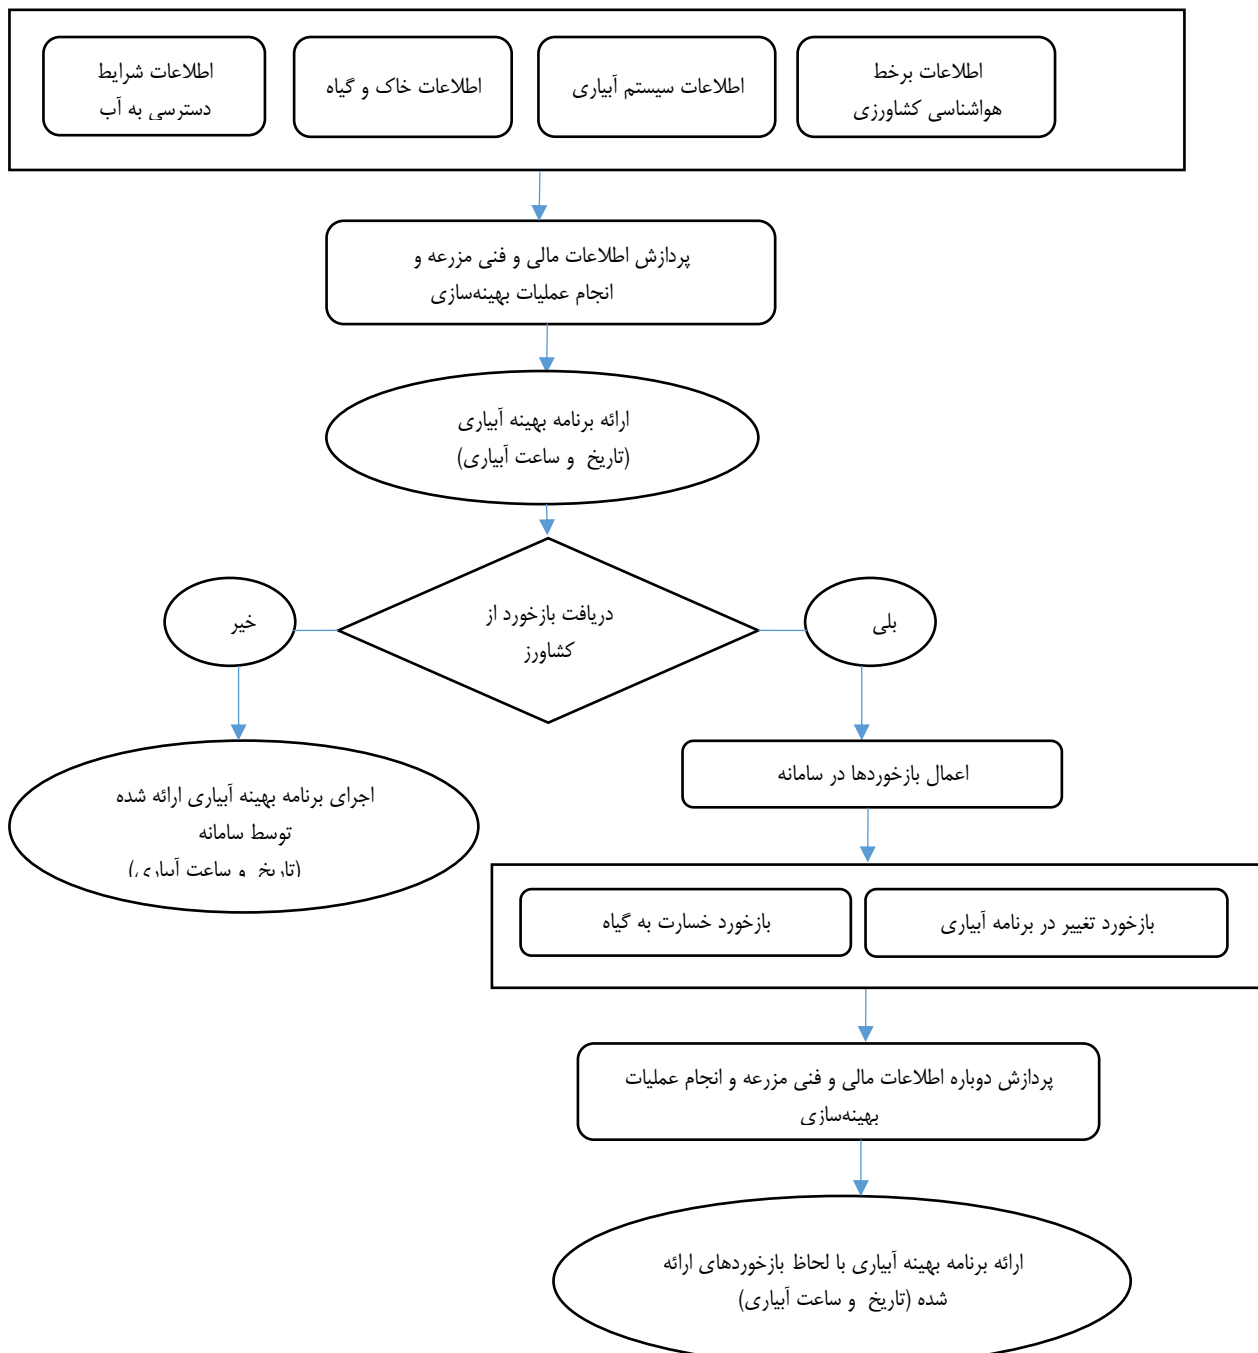 اطلاعات برخط
هواشناسی کشاورزی
اطلاعات سیستم آبیاری
اطلاعات خاک و گیاه
اطلاعات شرایط
دسترسی به آب
پردازش اطلاعات مالی و فنی مزرعه و
انجام عملیات بهینه‌سازی
ارائه برنامه بهینه آبیاری
(تاریخ و ساعت آبیاری)
دریافت بازخورد از
کشاورز
بلی
خیر
اعمال بازخوردها در سامانه
اجرای برنامه بهینه آبیاری ارائه شده
توسط سامانه
(تاریخ و ساعت آبیاری)
بازخورد تغییر در برنامه آبیاری
بازخورد خسارت به گیاه
پردازش دوباره اطلاعات مالی و فنی مزرعه و انجام عملیات
بهینه‌سازی
ارائه برنامه بهینه آبیاری با لحاظ بازخوردهای ارائه
شده (تاریخ و ساعت آبیاری)